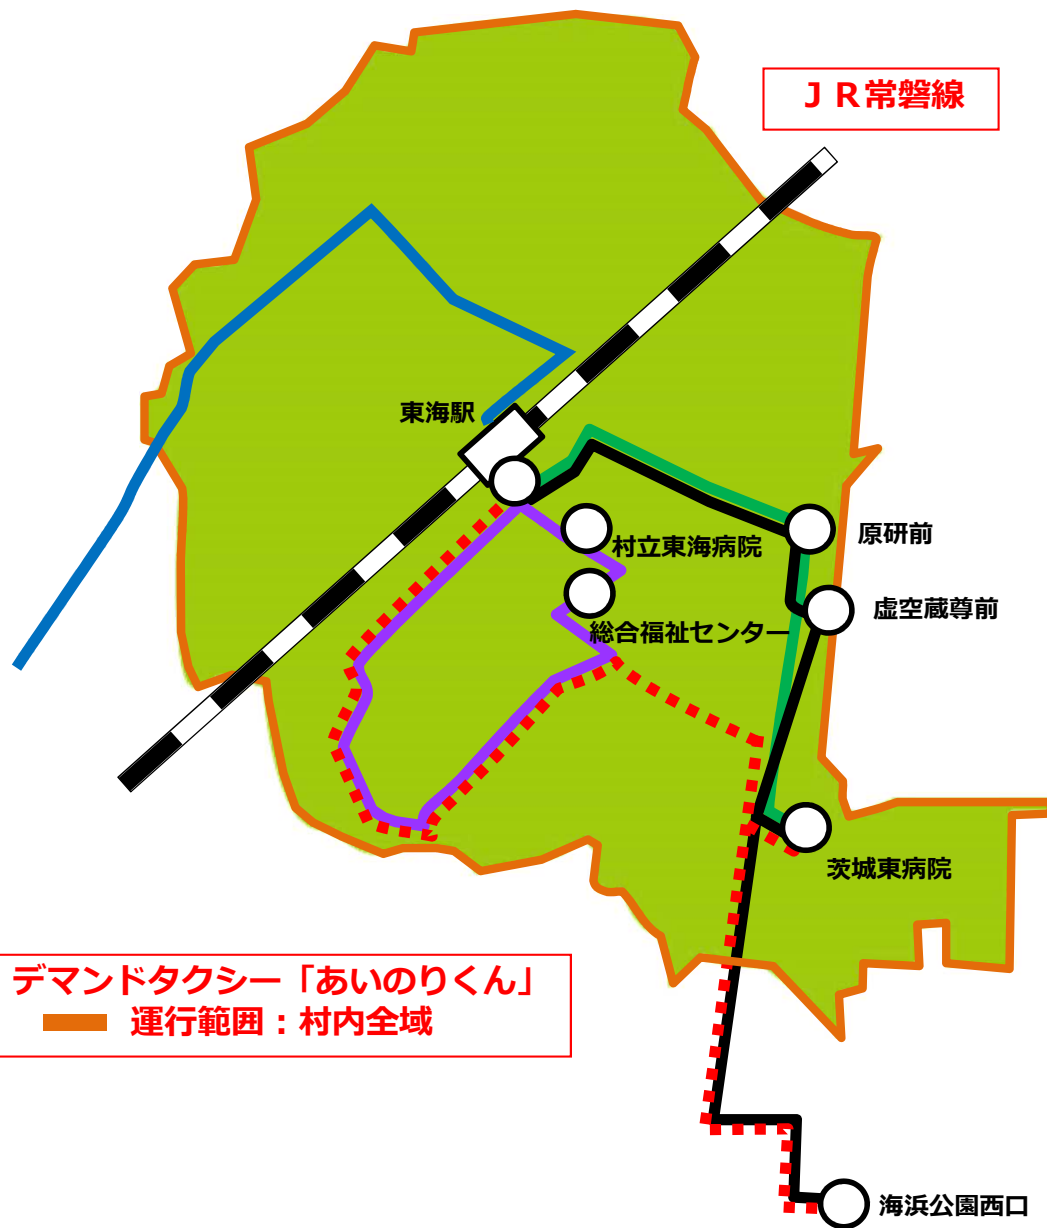 ＪＲ常磐線
東海駅
原研前
村立東海病院
虚空蔵尊前
総合福祉センター
茨城東病院
デマンドタクシー「あいのりくん」
運行範囲：村内全域
海浜公園西口